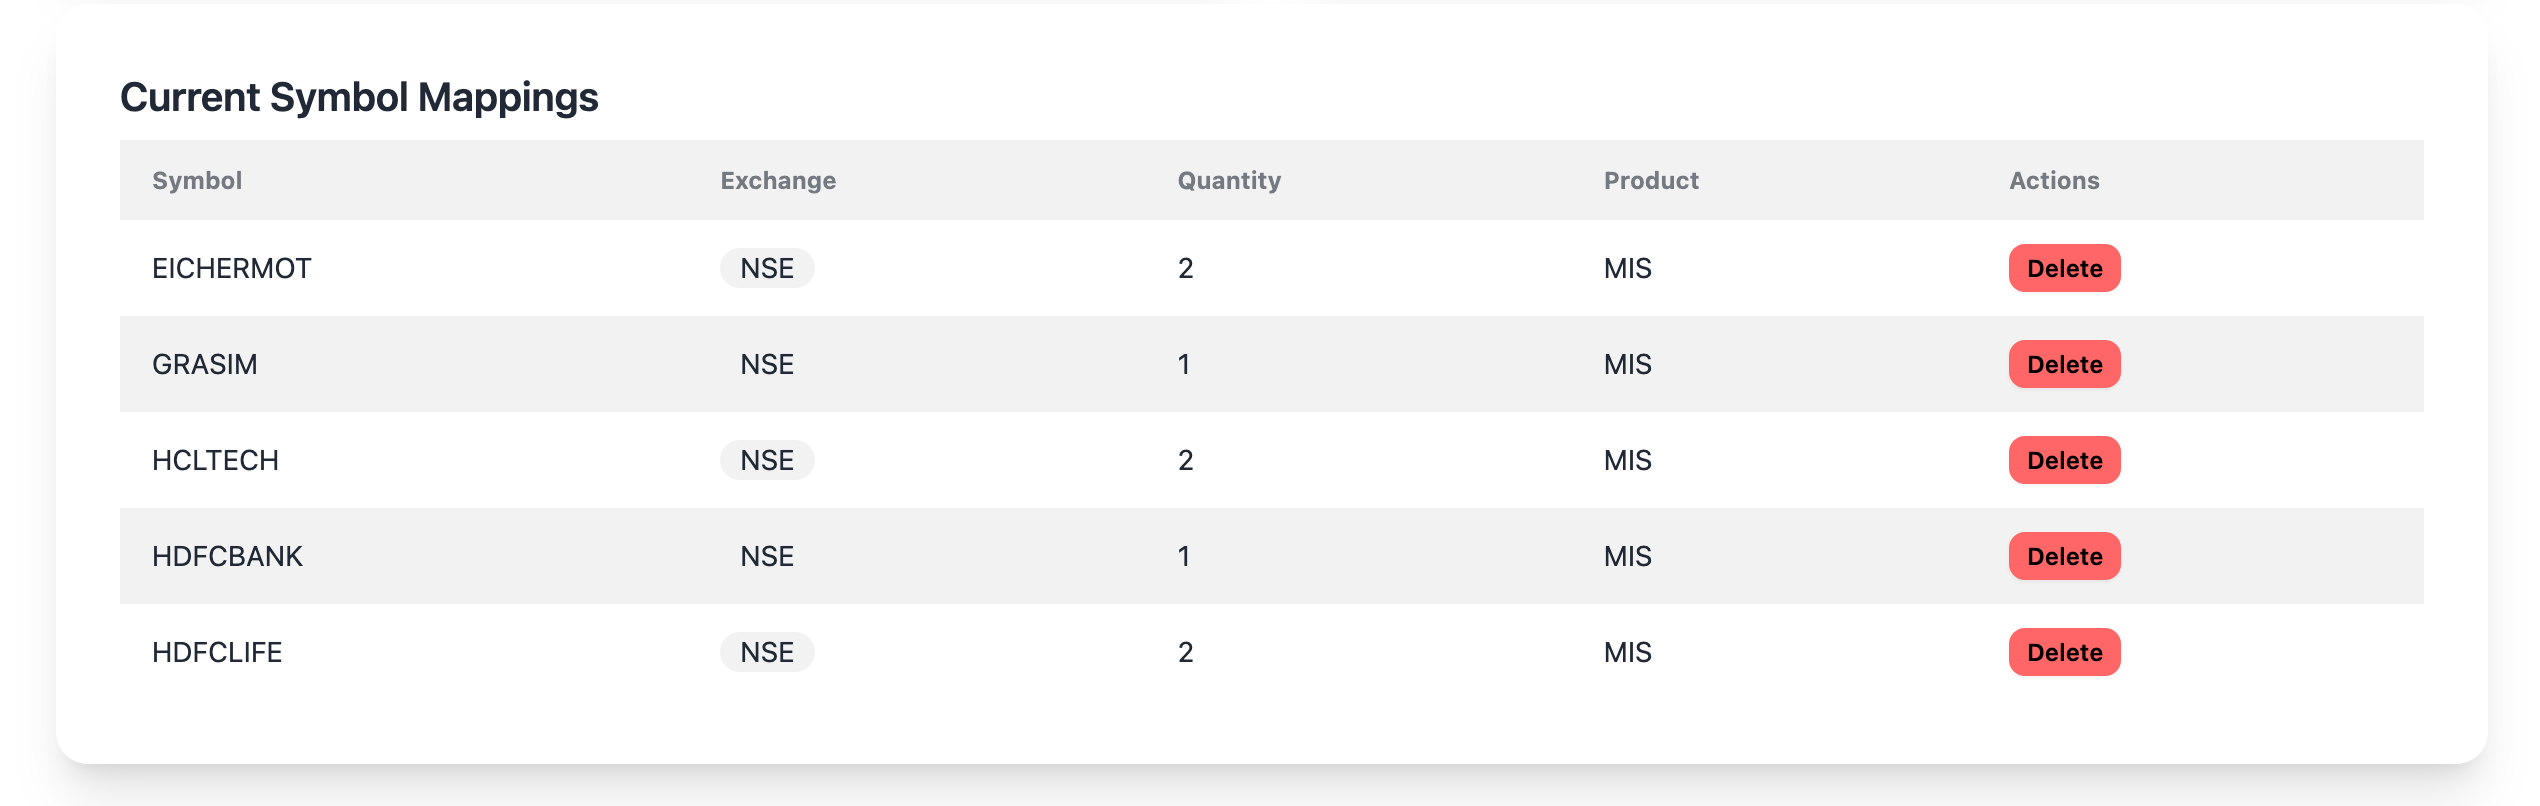 Current Symbol Mappings
Symbol Exchange Quantity Product Actions
EICHERMOT NSE 2 MIS Delete
GRASIM NSE 1 MIS Delete
HCLTECH NSE 2 MIS Delete
HDFCBANK NSE 1 MIS Delete
HDFCLIFE NSE 2 MIS Delete